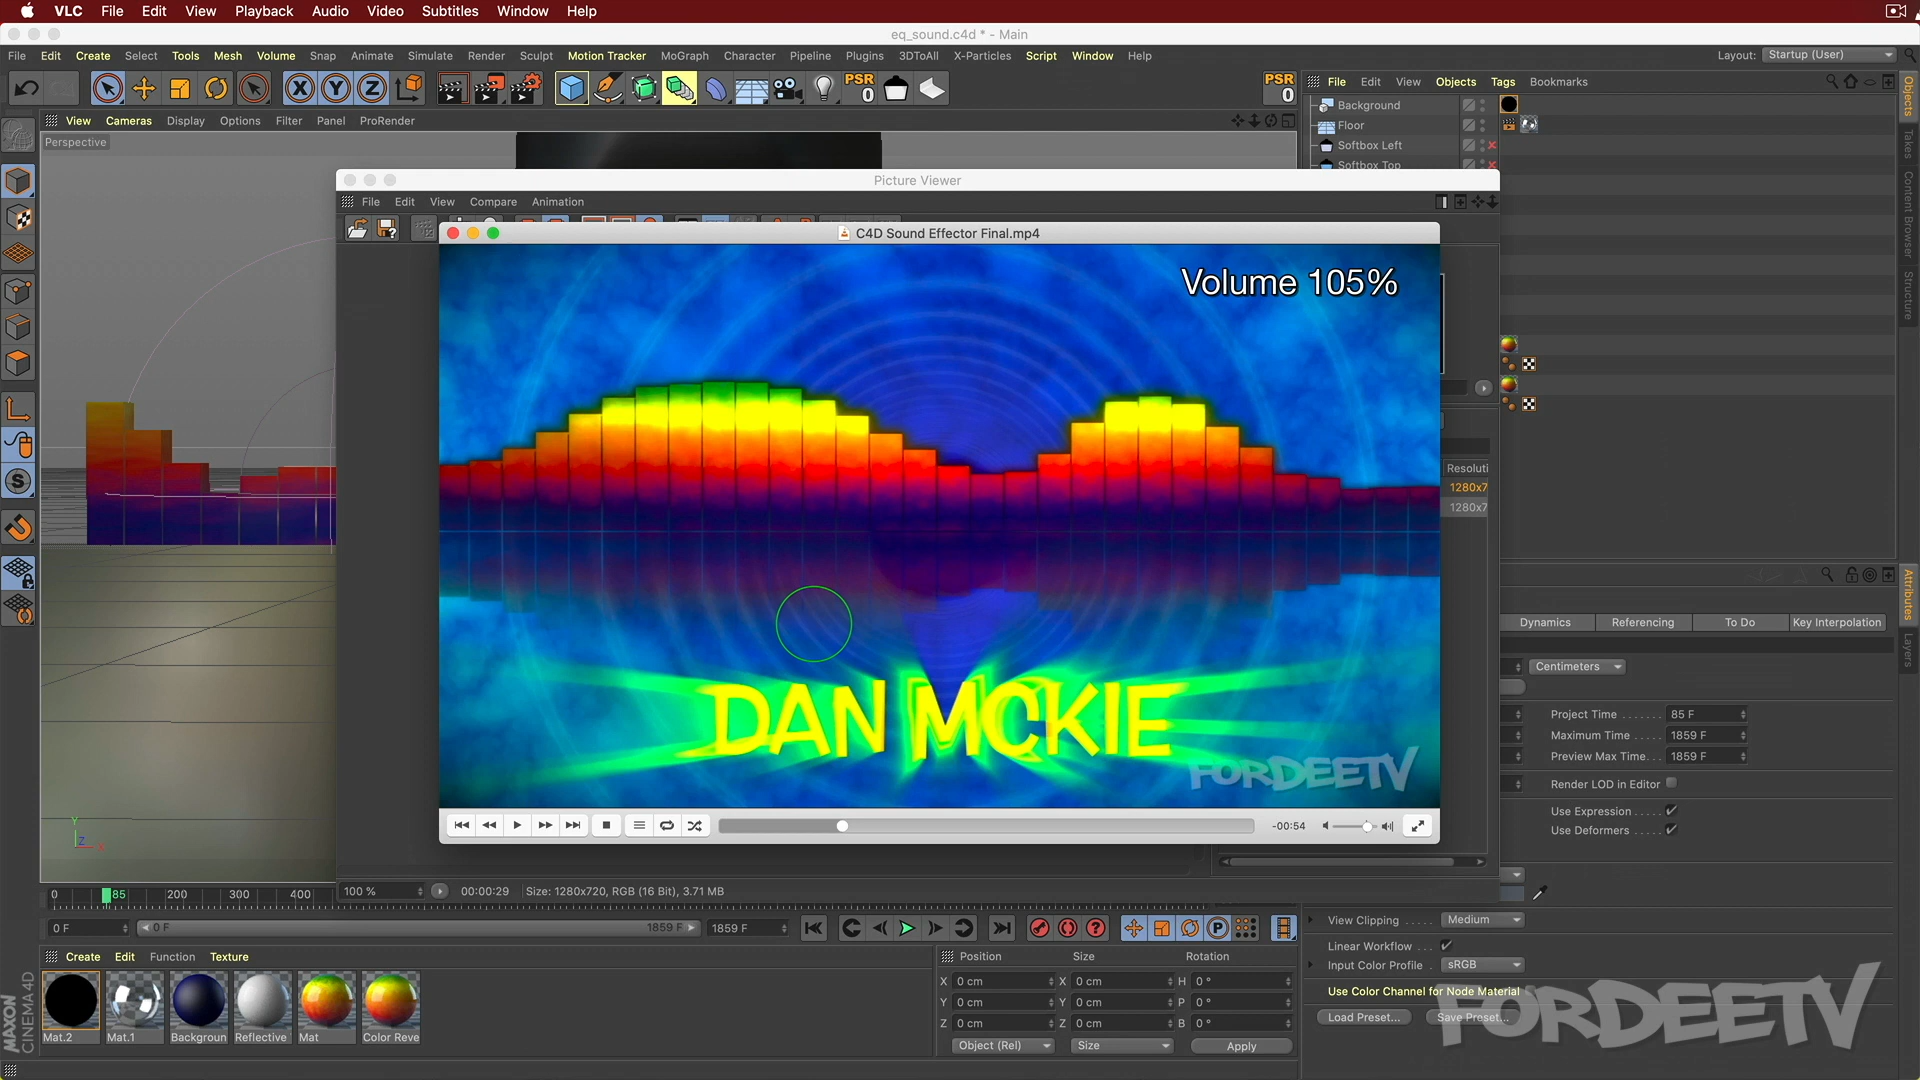 VLC File Edit View Playback Audio Video Subtitles Window Help
eq_sound.c4d * - Main
File Edit Create Select Tools Mesh Volume Snap Animate Simulate Render Sculpt Motion Tracker MoGraph Character Pipeline Plugins 3DToAll X-Particles Script Window Help Layout: Startup (User)
X Y Z PSR 0 PSR 0
File Edit View Objects Tags Bookmarks
View Cameras Display Options Filter Panel ProRender
Perspective
Background
Floor
Softbox Left
Softbox Top
Objects
Takes
Content Browser
Structure
Picture Viewer
File Edit View Compare Animation
C4D Sound Effector Final.mp4
Volume 105%
Resoluti
1280x7
1280x7
DAN MCKIE
FORDEETV
-00:54
Attributes
Layers
Dynamics Referencing To Do Key Interpolation
Centimeters
Project Time 85 F
Maximum Time 1859 F
Preview Max Time 1859 F
Render LOD in Editor
Use Expression
Use Deformers
100 % 00:00:29 Size: 1280x720, RGB (16 Bit), 3.71 MB
0 85 200 300 400
0 F 0 F 1859 F 1859 F
View Clipping Medium
Linear Workflow
Input Color Profile sRGB
Use Color Channel for Node Material
Load Preset... Save Preset...
Create Edit Function Texture
Mat.2 Mat.1 Backgroun Reflective Mat Color Reve
Position Size Rotation
X 0 cm X 0 cm H 0 °
Y 0 cm Y 0 cm P 0 °
Z 0 cm Z 0 cm B 0 °
Object (Rel) Size Apply
MAXON CINEMA 4D
FORDEETV